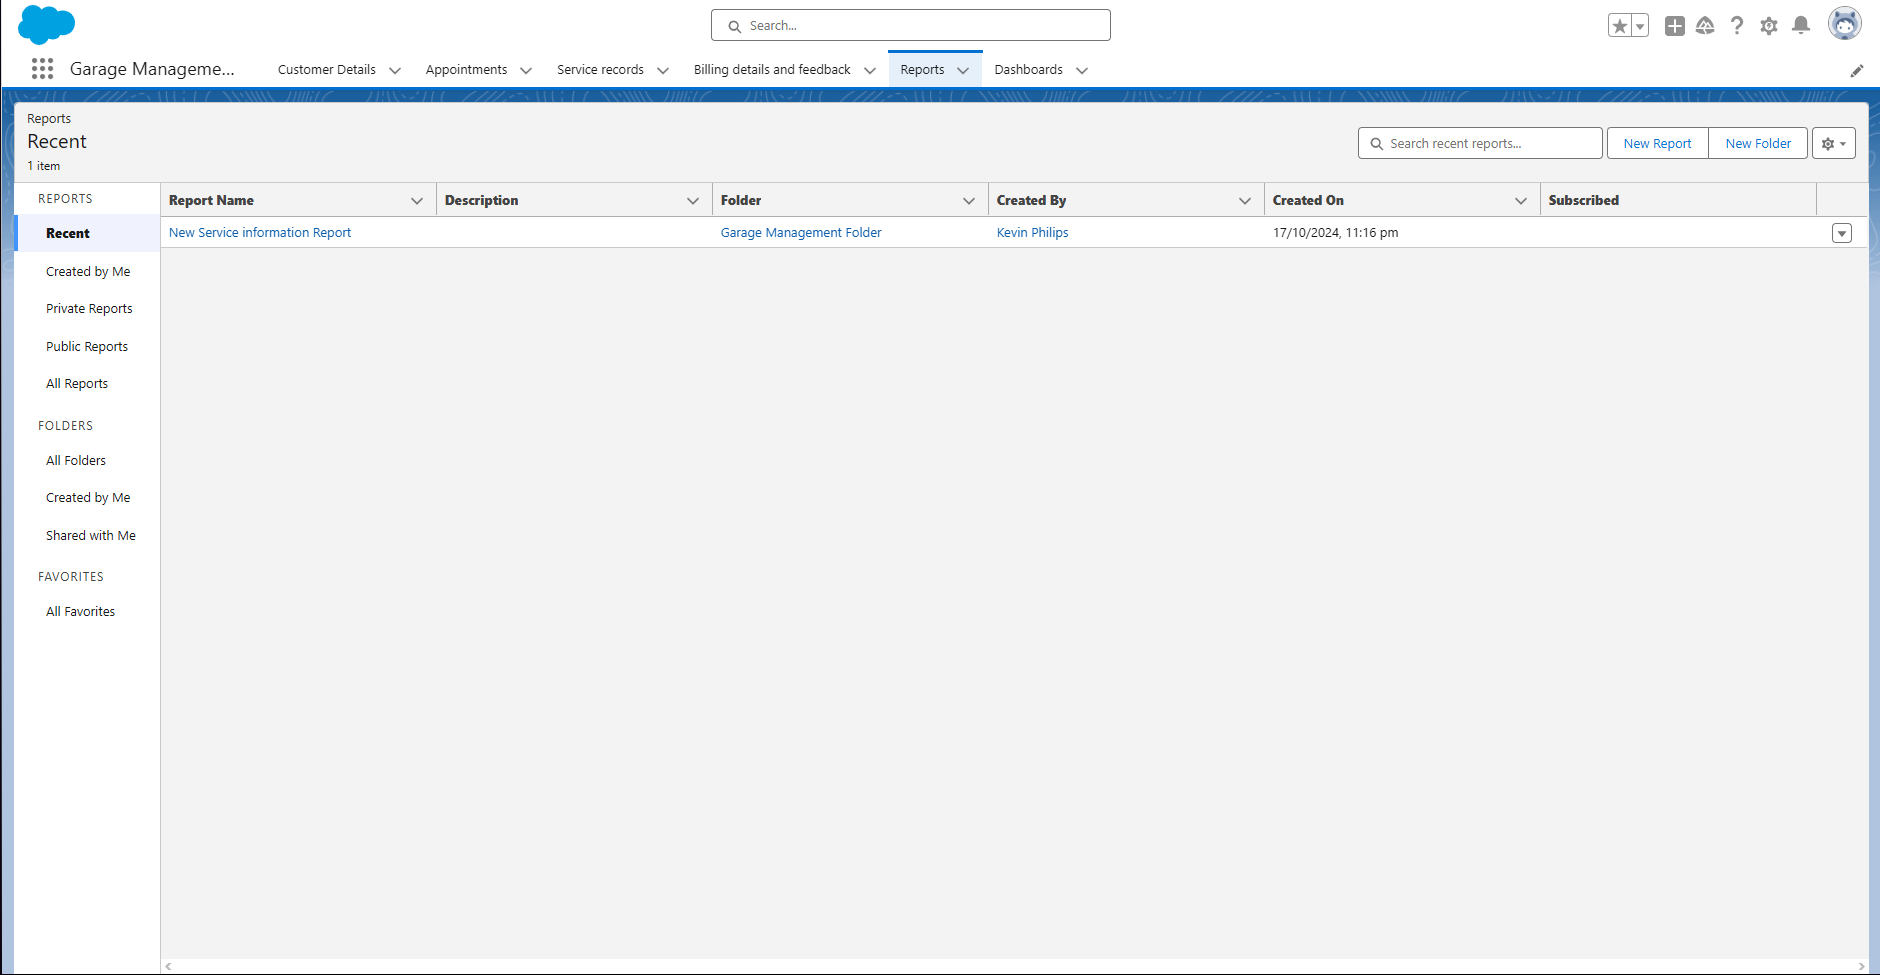 Search...
Garage Manageme...
Customer Details
Appointments
Service records
Billing details and feedback
Reports
Dashboards
Reports
Recent
1 item
Search recent reports...
New Report
New Folder
REPORTS
Recent
Created by Me
Private Reports
Public Reports
All Reports
FOLDERS
All Folders
Created by Me
Shared with Me
FAVORITES
All Favorites
Report Name Description Folder Created By Created On Subscribed
New Service information Report Garage Management Folder Kevin Philips 17/10/2024, 11:16 pm